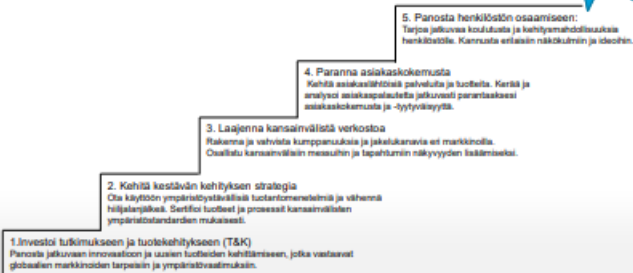 5. Panosta henkilöstön osaamiseen:
Tarjoa jatkuvaa koulutusta ja kehitysmahdollisuuksia
henkilöstölle. Kannusta erilaisiin näkökulmiin ja ideoihin.
4. Paranna asiakaskokemusta
Kehitä asiakaslähtöisiä palveluita ja tuotteita. Kerää ja
analysoi asiakaspalautetta jatkuvasti parantaaksesi
asiakaskokemusta ja -tyytyväisyyttä.
3. Laajenna kansainvälistä verkostoa
Rakenna ja vahvista kumppanuuksia ja jakelukanavia eri markkinoilla.
Osallistu kansainvälisiin messuihin ja tapahtumiin näkyvyyden lisäämiseksi.
2. Kehitä kestävän kehityksen strategia
Ota käyttöön ympäristöystävällisiä tuotantomenetelmiä ja vähennä
hiilijalanjälkeä. Sertifioi tuotteet ja prosessit kansainvälisten
ympäristöstandardien mukaisesti.
1.Investoi tutkimukseen ja tuotekehitykseen (T&K)
Panosta jatkuvaan innovaatioon ja uusien tuotteiden kehittämiseen, jotka vastaavat
globaalien markkinoiden tarpeisiin ja ympäristövaatimuksiin.